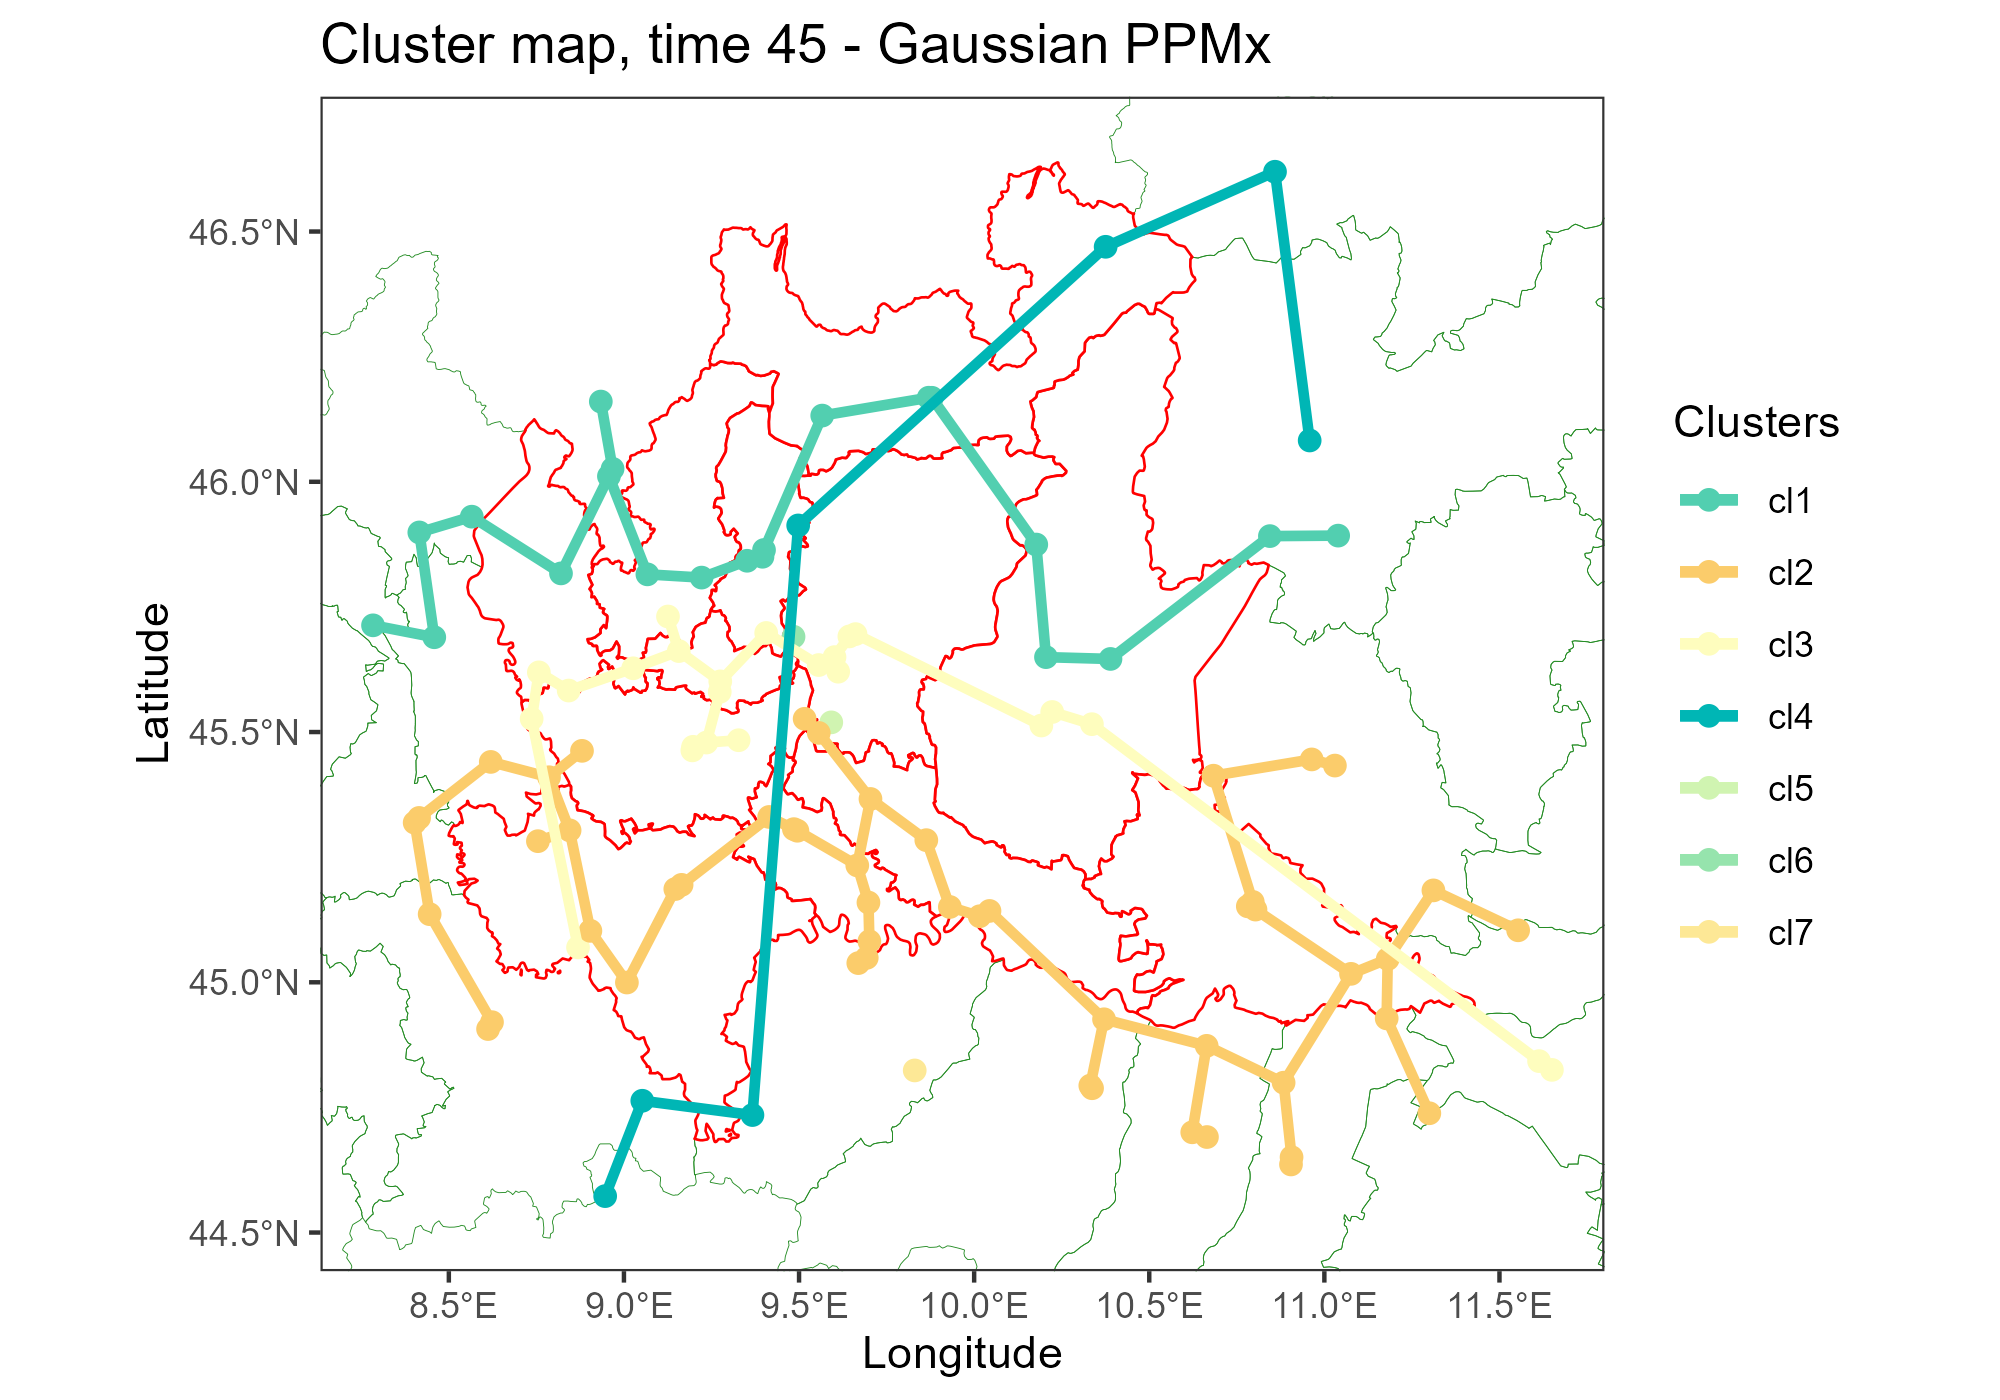 Cluster map, time 45 - Gaussian PPMx
46.5°N
46.0°N
45.5°N
45.0°N
44.5°N
Latitude
8.5°E
9.0°E
9.5°E
10.0°E
10.5°E
11.0°E
11.5°E
Longitude
Clusters
cl1
cl2
cl3
cl4
cl5
cl6
cl7